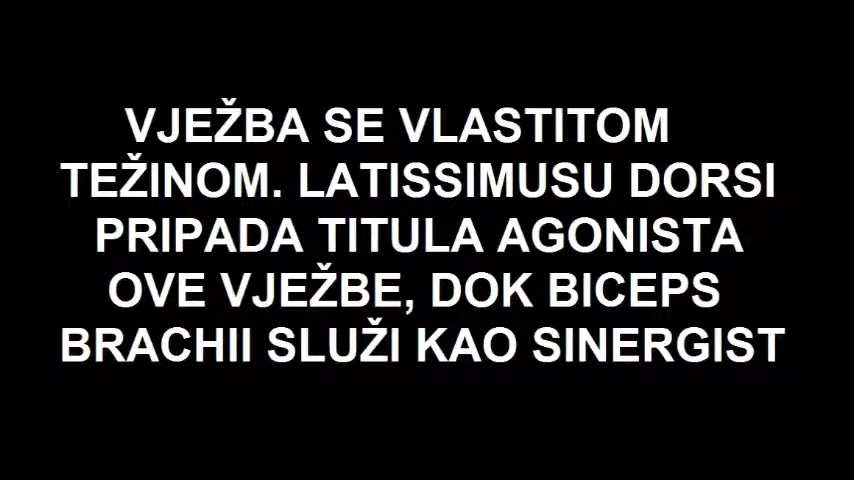 VJEŽBA SE VLASTITOM
TEŽINOM. LATISSIMUSU DORSI
PRIPADA TITULA AGONISTA
OVE VJEŽBE, DOK BICEPS
BRACHII SLUŽI KAO SINERGIST